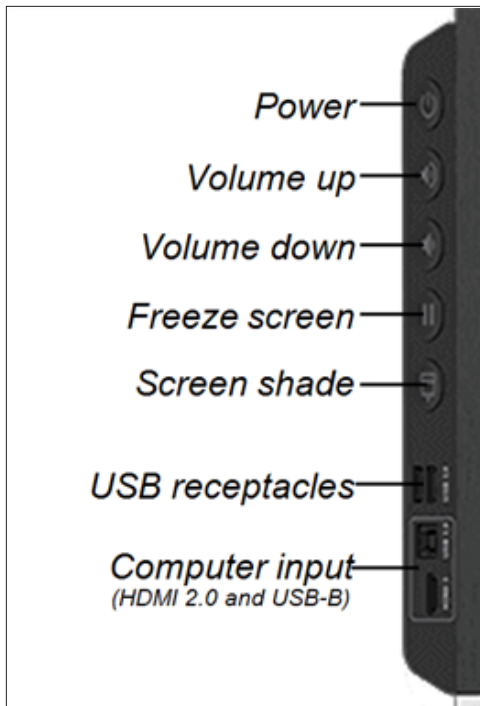 Power
Volume up
Volume down
Freeze screen
Screen shade
USB receptacles
Computer input
(HDMI 2.0 and USB-B)